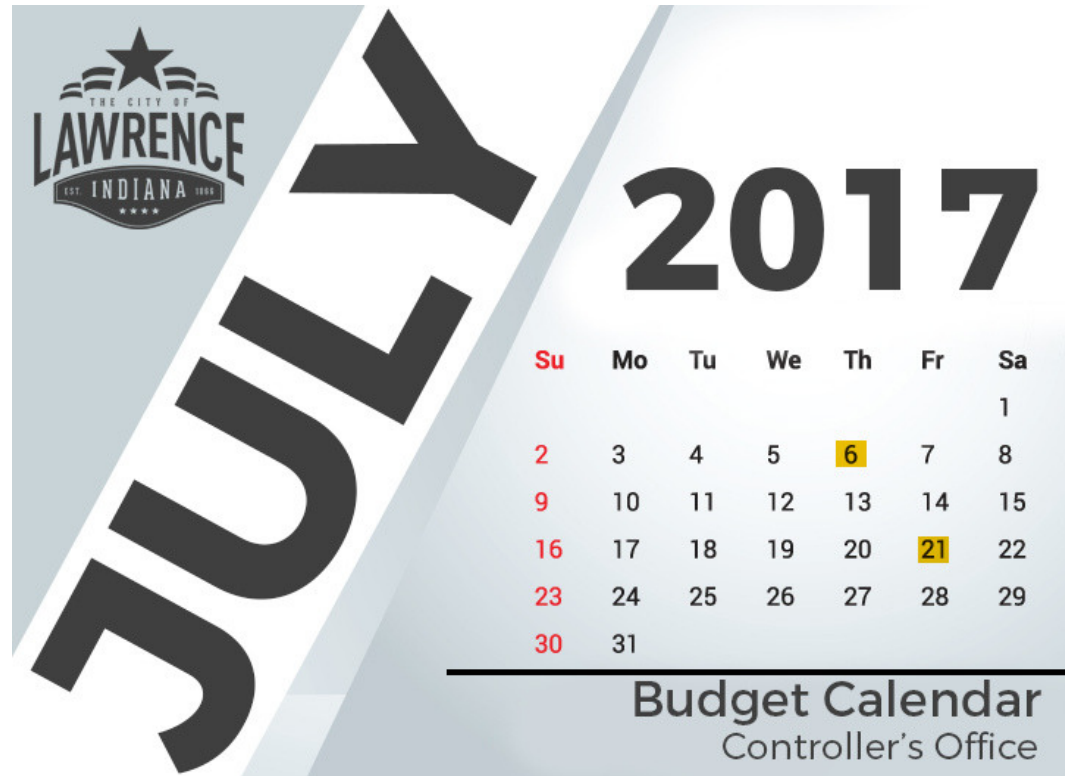 THE CITY OF
LAWRENCE
EST. INDIANA 1866
JULY
2017
Su Mo Tu We Th Fr Sa
1
2 3 4 5 6 7 8
9 10 11 12 13 14 15
16 17 18 19 20 21 22
23 24 25 26 27 28 29
30 31
Budget Calendar
Controller's Office